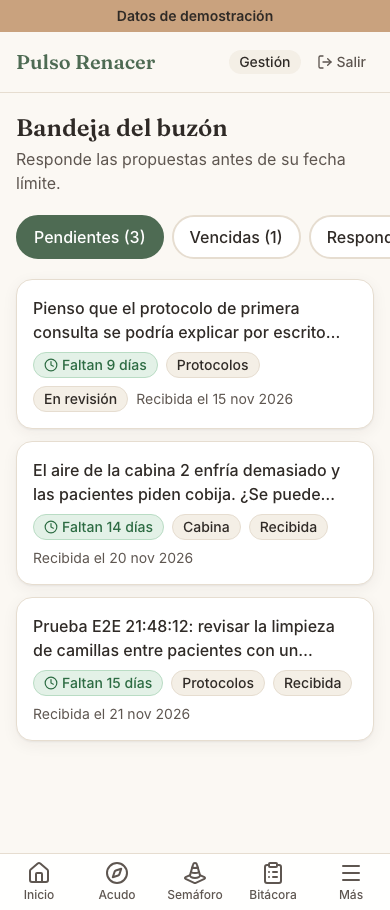 Datos de demostración
Pulso Renacer
Gestión
Salir
Bandeja del buzón
Responde las propuestas antes de su fecha
límite.
Pendientes (3)
Vencidas (1)
Pienso que el protocolo de primera
consulta se podría explicar por escrito...
Faltan 9 días
Protocolos
En revisión
Recibida el 15 nov 2026
El aire de la cabina 2 enfría demasiado y
las pacientes piden cobija. ¿Se puede...
Faltan 14 días
Cabina
Recibida
Recibida el 20 nov 2026
Prueba E2E 21:48:12: revisar la limpieza
de camillas entre pacientes con un...
Faltan 15 días
Protocolos
Recibida
Recibida el 21 nov 2026
Inicio
Acudo
Semáforo
Bitácora
Más